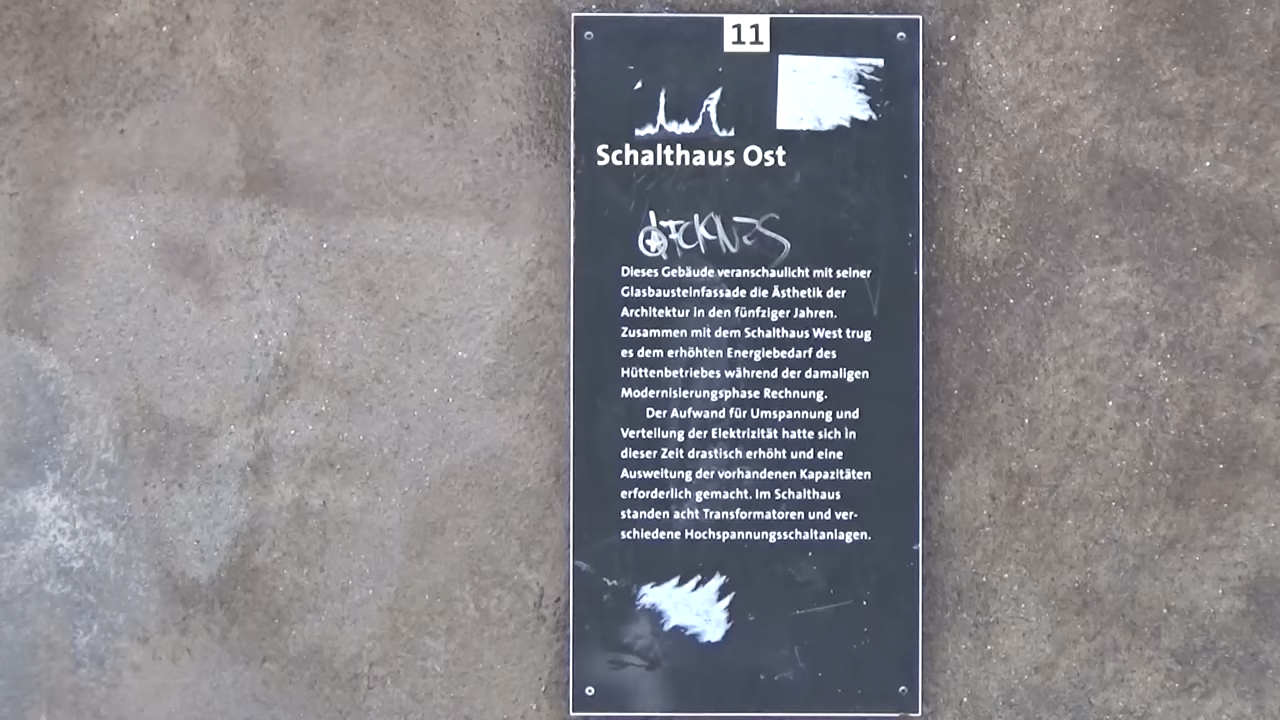 11
Schalthaus Ost
Dieses Gebäude veranschaulicht mit seiner
Glasbausteinfassade die Ästhetik der
Architektur in den fünfziger Jahren.
Zusammen mit dem Schalthaus West trug
es dem erhöhten Energiebedarf des
Hüttenbetriebes während der damaligen
Modernisierungsphase Rechnung.
Der Aufwand für Umspannung und
Verteilung der Elektrizität hatte sich in
dieser Zeit drastisch erhöht und eine
Ausweitung der vorhandenen Kapazitäten
erforderlich gemacht. Im Schalthaus
standen acht Transformatoren und ver-
schiedene Hochspannungsschaltanlagen.